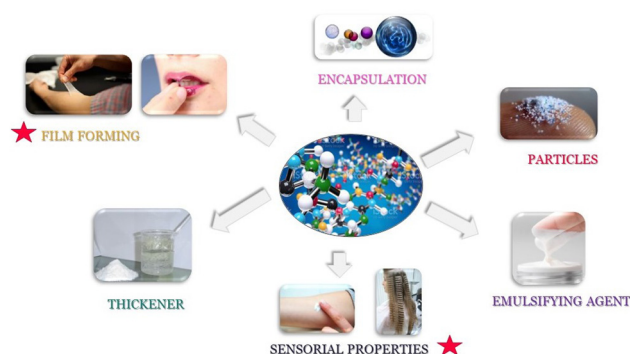 ENCAPSULATION
FILM FORMING
PARTICLES
THICKENER
EMULSIFYING AGENT
SENSORIAL PROPERTIES